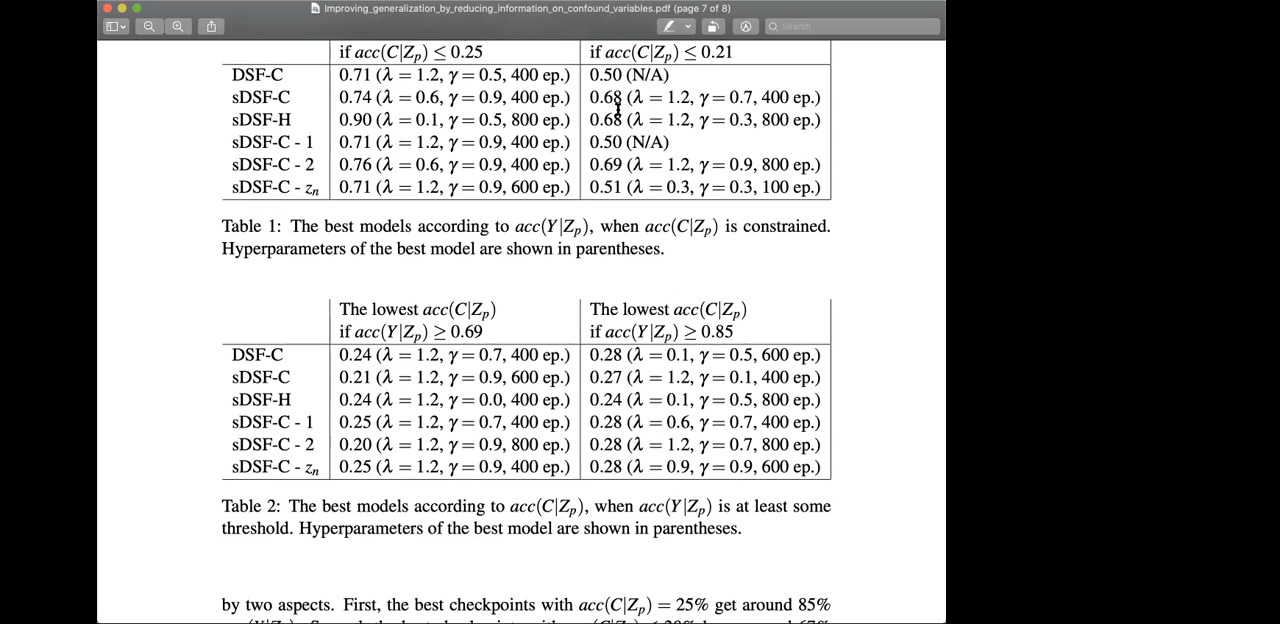 Improving_generalization_by_reducing_information_on_confound_variables.pdf (page 7 of 8)
Search
if acc(C|Zp) ≤ 0.25 if acc(C|Zp) ≤ 0.21
DSF-C 0.71 (λ = 1.2, γ = 0.5, 400 ep.) 0.50 (N/A)
sDSF-C 0.74 (λ = 0.6, γ = 0.9, 400 ep.) 0.68 (λ = 1.2, γ = 0.7, 400 ep.)
sDSF-H 0.90 (λ = 0.1, γ = 0.5, 800 ep.) 0.68 (λ = 1.2, γ = 0.3, 800 ep.)
sDSF-C - 1 0.71 (λ = 1.2, γ = 0.9, 400 ep.) 0.50 (N/A)
sDSF-C - 2 0.76 (λ = 0.6, γ = 0.9, 400 ep.) 0.69 (λ = 1.2, γ = 0.9, 800 ep.)
sDSF-C - zn 0.71 (λ = 1.2, γ = 0.9, 600 ep.) 0.51 (λ = 0.3, γ = 0.3, 100 ep.)
Table 1: The best models according to acc(Y|Zp), when acc(C|Zp) is constrained.
Hyperparameters of the best model are shown in parentheses.
The lowest acc(C|Zp) The lowest acc(C|Zp)
if acc(Y|Zp) ≥ 0.69 if acc(Y|Zp) ≥ 0.85
DSF-C 0.24 (λ = 1.2, γ = 0.7, 400 ep.) 0.28 (λ = 0.1, γ = 0.5, 600 ep.)
sDSF-C 0.21 (λ = 1.2, γ = 0.9, 600 ep.) 0.27 (λ = 1.2, γ = 0.1, 400 ep.)
sDSF-H 0.24 (λ = 1.2, γ = 0.0, 400 ep.) 0.24 (λ = 0.1, γ = 0.5, 800 ep.)
sDSF-C - 1 0.25 (λ = 1.2, γ = 0.7, 400 ep.) 0.28 (λ = 0.6, γ = 0.7, 400 ep.)
sDSF-C - 2 0.20 (λ = 1.2, γ = 0.9, 800 ep.) 0.28 (λ = 1.2, γ = 0.7, 800 ep.)
sDSF-C - zn 0.25 (λ = 1.2, γ = 0.9, 400 ep.) 0.28 (λ = 0.9, γ = 0.9, 600 ep.)
Table 2: The best models according to acc(C|Zp), when acc(Y|Zp) is at least some
threshold. Hyperparameters of the best model are shown in parentheses.
by two aspects. First, the best checkpoints with acc(C|Zp) = 25% get around 85%